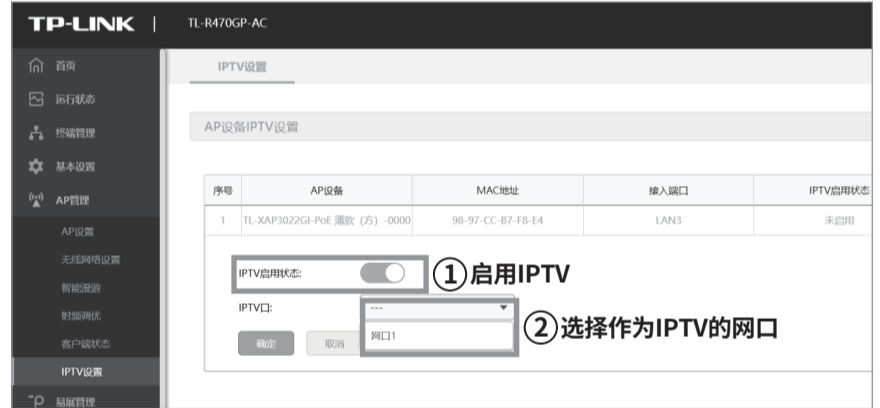 TP-LINK | TL-R470GP-AC
首页
运行状态
终端管理
基本设置
AP管理
AP设置
无线网络设置
智能漫游
射频调优
客户端状态
IPTV设置
易展管理
IPTV设置
AP设备IPTV设置
序号 AP设备 MAC地址 接入端口 IPTV启用状态
1 TL-XAP3022GI-PoE 薄款（方）-0000 98-97-CC-B7-F8-E4 LAN3 未启用
IPTV启用状态: ①启用IPTV
IPTV口: ---
网口1
②选择作为IPTV的网口
确定 取消